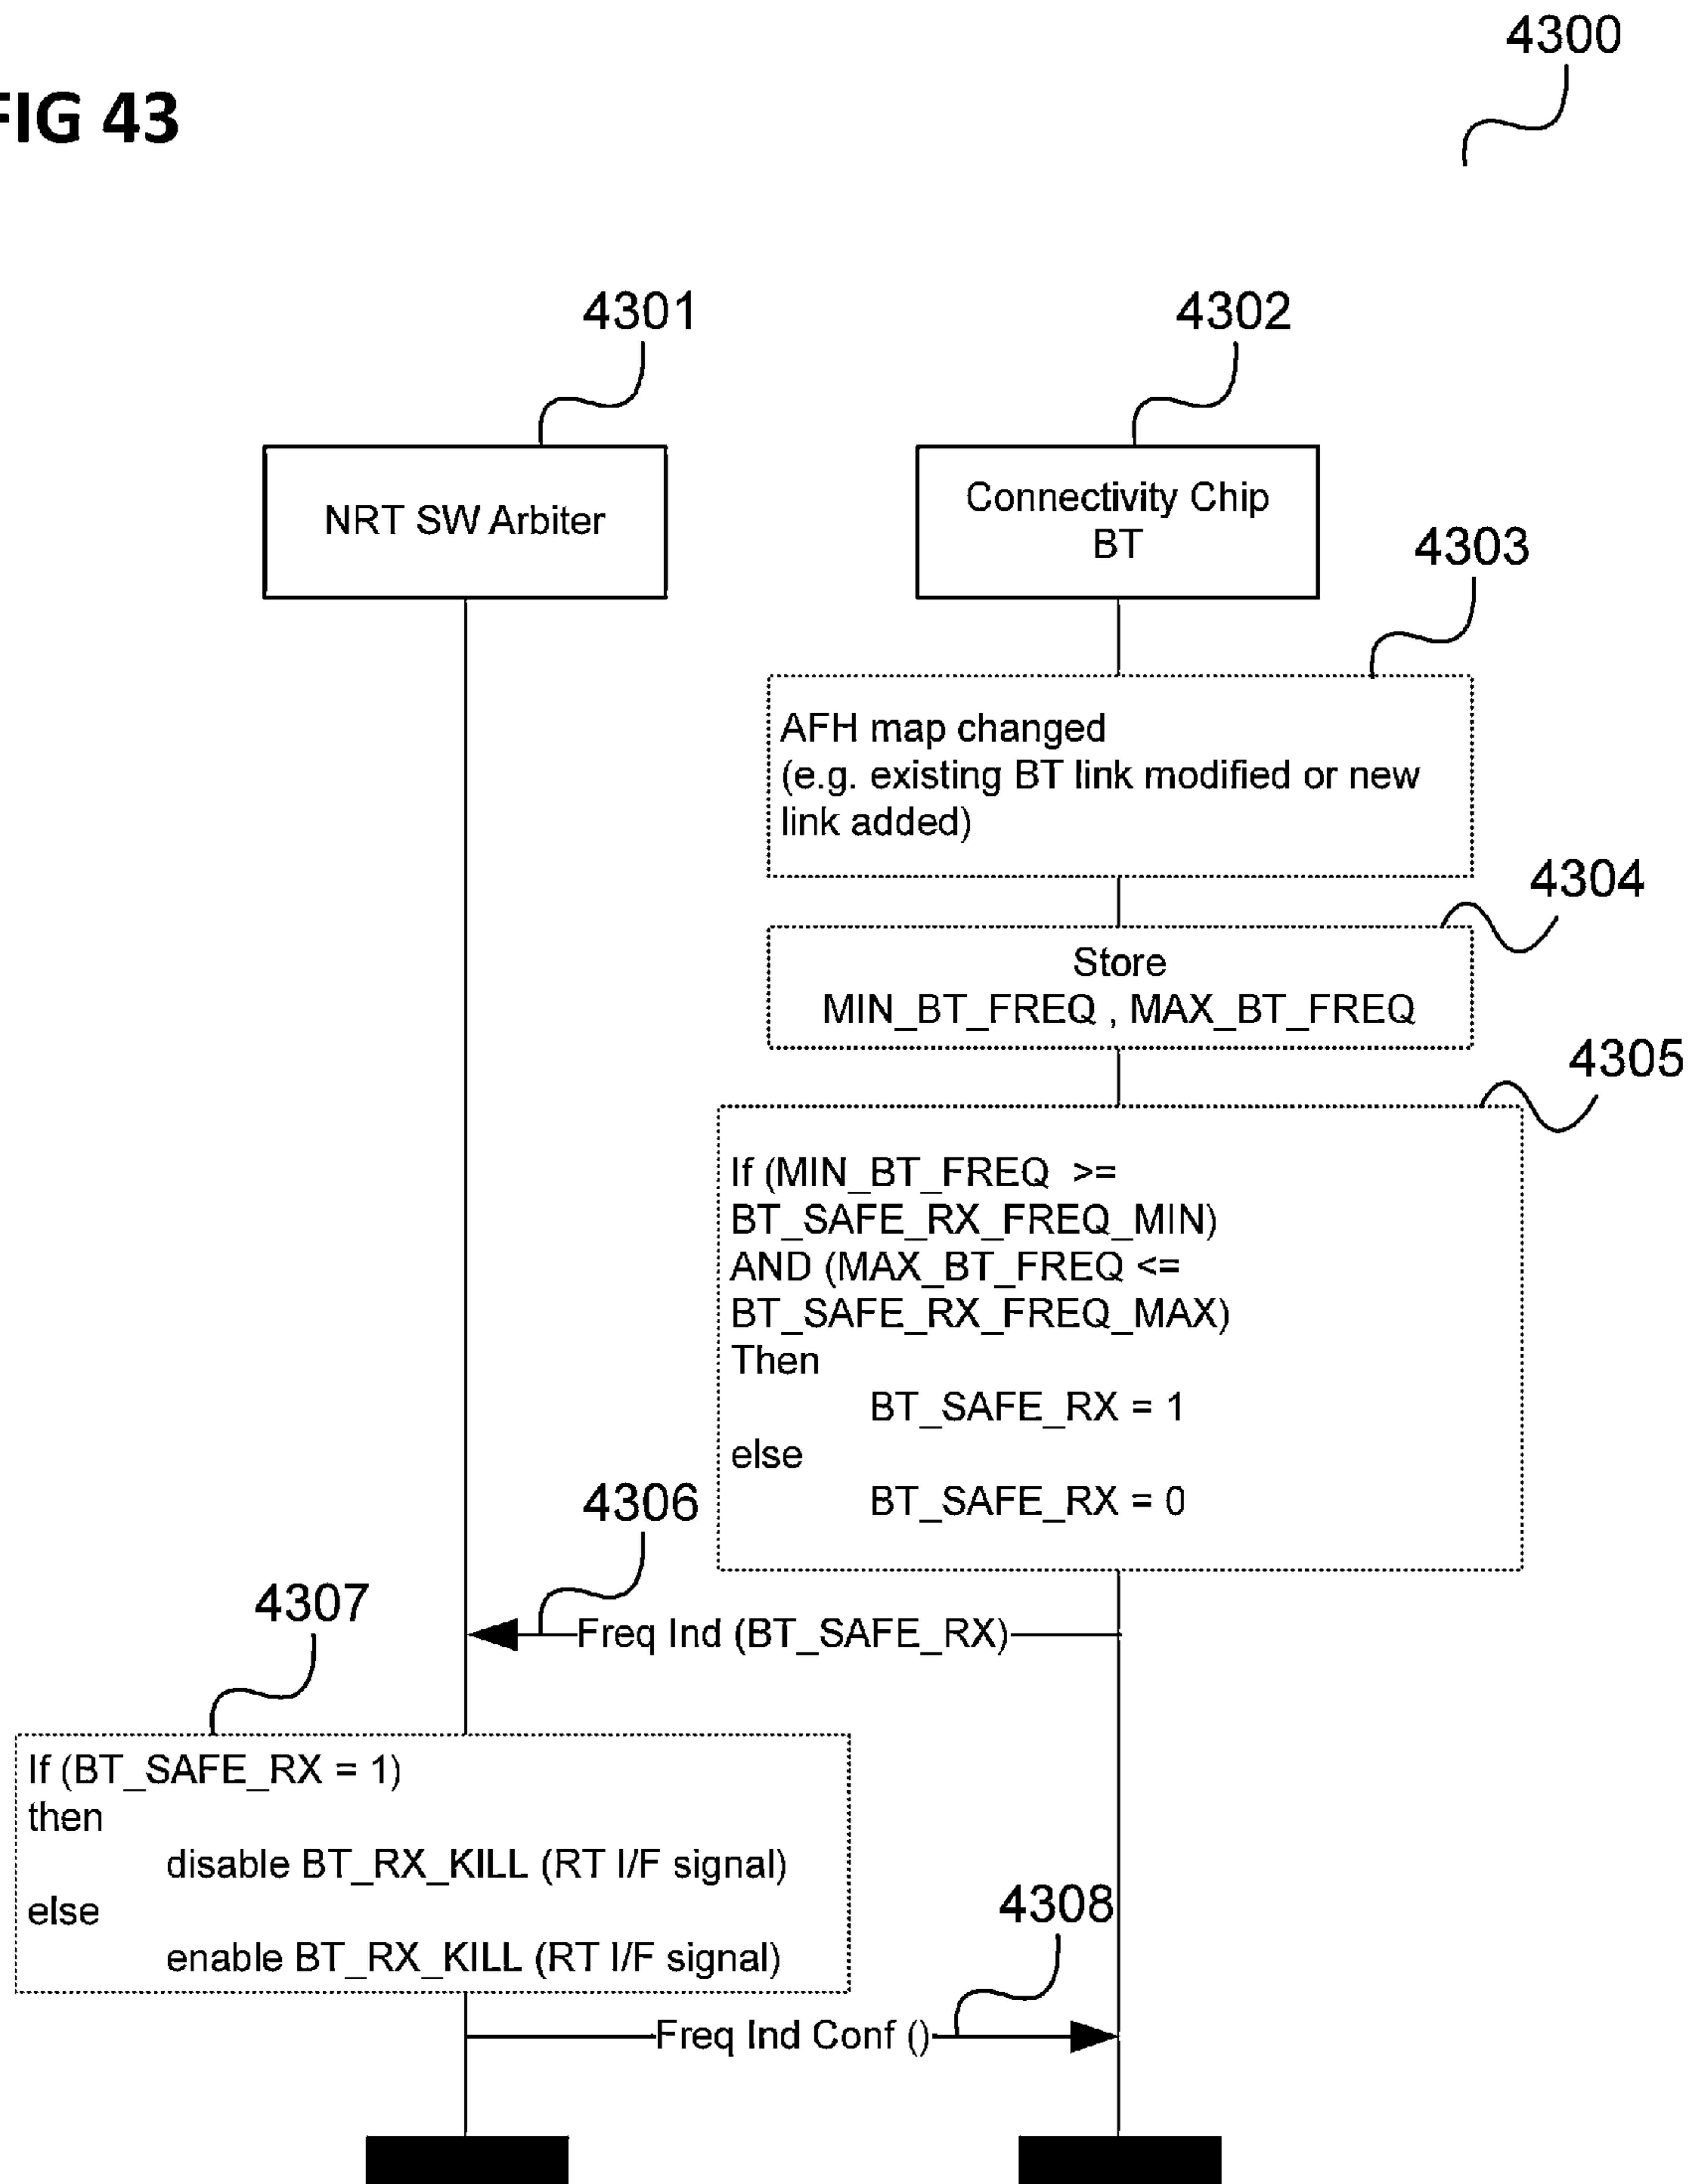 4300
FIG 43
4301
4302
NRT SW Arbiter
Connectivity Chip
BT
4303
AFH map changed
(e.g. existing BT link modified or new
link added)
4304
Store
MIN_BT_FREQ , MAX_BT_FREQ
4305
If (MIN_BT_FREQ >=
BT_SAFE_RX_FREQ_MIN)
AND (MAX_BT_FREQ <=
BT_SAFE_RX_FREQ_MAX)
Then
BT_SAFE_RX = 1
else
BT_SAFE_RX = 0
4306
Freq Ind (BT_SAFE_RX)
4307
If (BT_SAFE_RX = 1)
then
disable BT_RX_KILL (RT I/F signal)
else
enable BT_RX_KILL (RT I/F signal)
4308
Freq Ind Conf ()